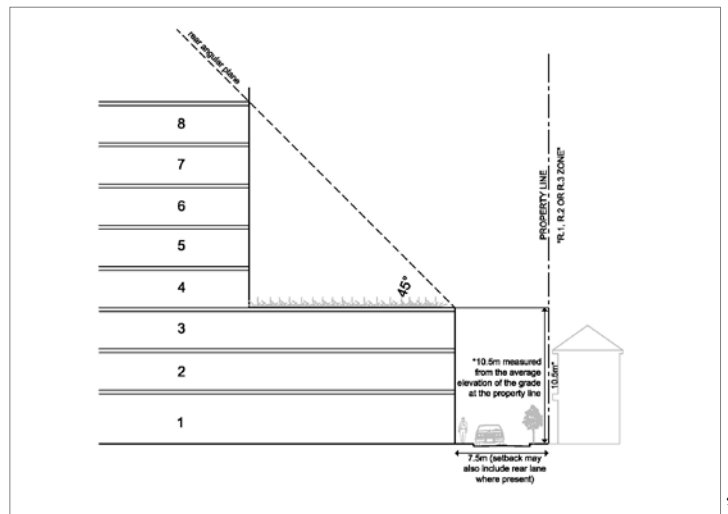 rear angular plane
8
7
6
5
4
45°
3
2
1
PROPERTY LINE
"R.1, R.2 OR R.3 ZONE"
*10.5m measured
from the average
elevation of the grade
at the property line
10.5m*
7.5m (setback may
also include rear lane
where present)